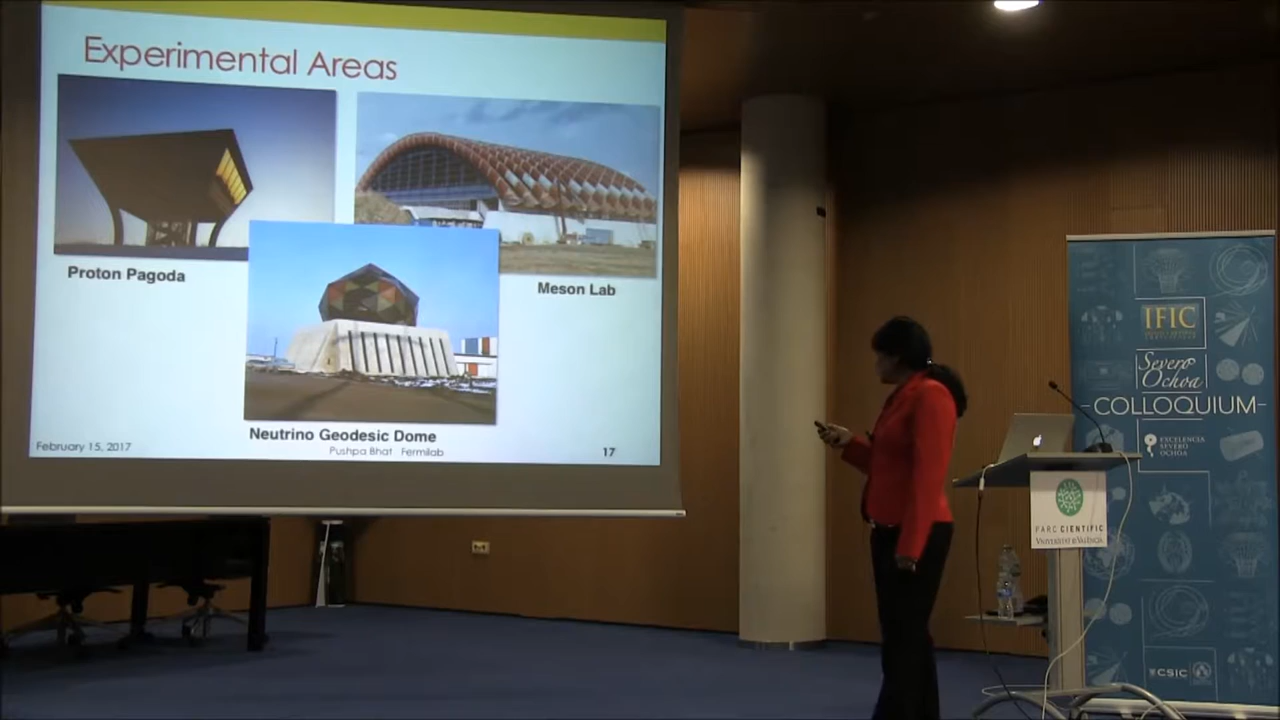 Experimental Areas
Proton Pagoda
Meson Lab
Neutrino Geodesic Dome
February 15, 2017
Pushpa Bhat Fermilab
17
IFIC
Severo
Ochoa
-COLLOQUIUM-
EXCELENCIA
SEVERO
OCHOA
PARC CIENTÍFIC
UNIVERSITAT DE VALÈNCIA
CSIC